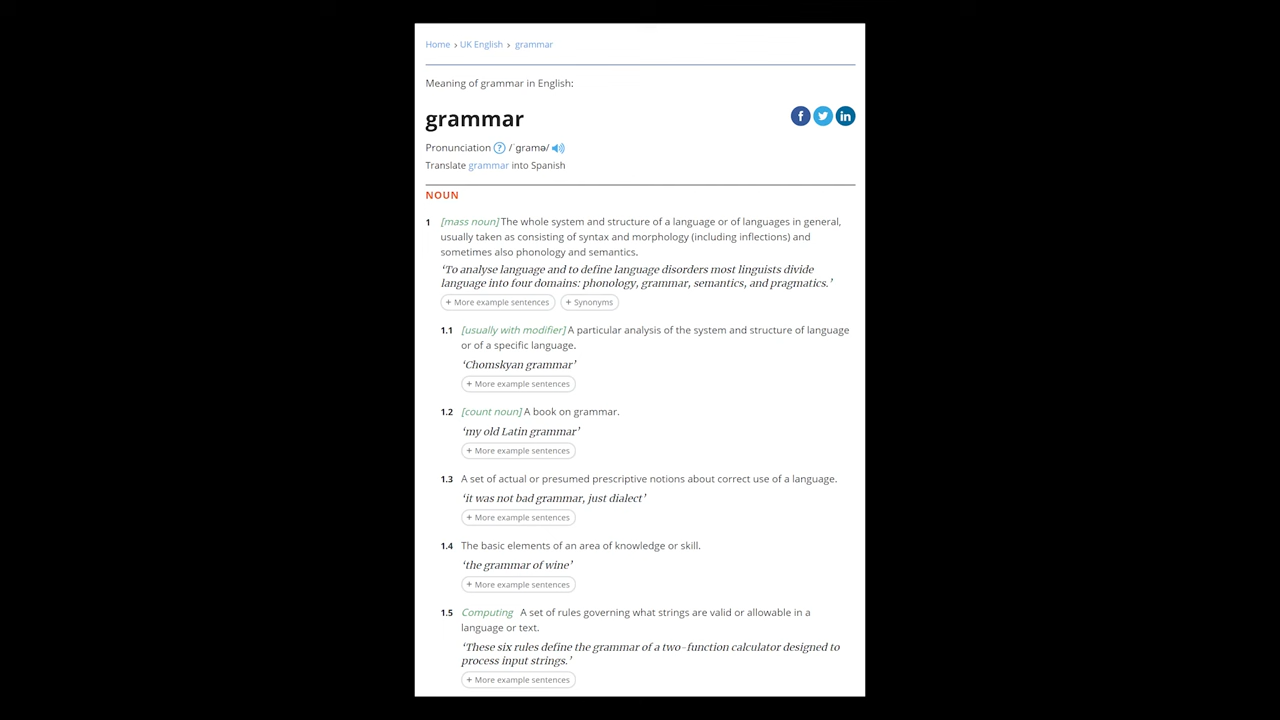 Home › UK English › grammar
Meaning of grammar in English:
grammar
f in
Pronunciation ? /ˈɡramə/
Translate grammar into Spanish
NOUN
1 [mass noun] The whole system and structure of a language or of languages in general,
usually taken as consisting of syntax and morphology (including inflections) and
sometimes also phonology and semantics.
‘To analyse language and to define language disorders most linguists divide
language into four domains: phonology, grammar, semantics, and pragmatics.’
+ More example sentences + Synonyms
1.1 [usually with modifier] A particular analysis of the system and structure of language
or of a specific language.
‘Chomskyan grammar’
+ More example sentences
1.2 [count noun] A book on grammar.
‘my old Latin grammar’
+ More example sentences
1.3 A set of actual or presumed prescriptive notions about correct use of a language.
‘it was not bad grammar, just dialect’
+ More example sentences
1.4 The basic elements of an area of knowledge or skill.
‘the grammar of wine’
+ More example sentences
1.5 Computing A set of rules governing what strings are valid or allowable in a
language or text.
‘These six rules define the grammar of a two-function calculator designed to
process input strings.’
+ More example sentences